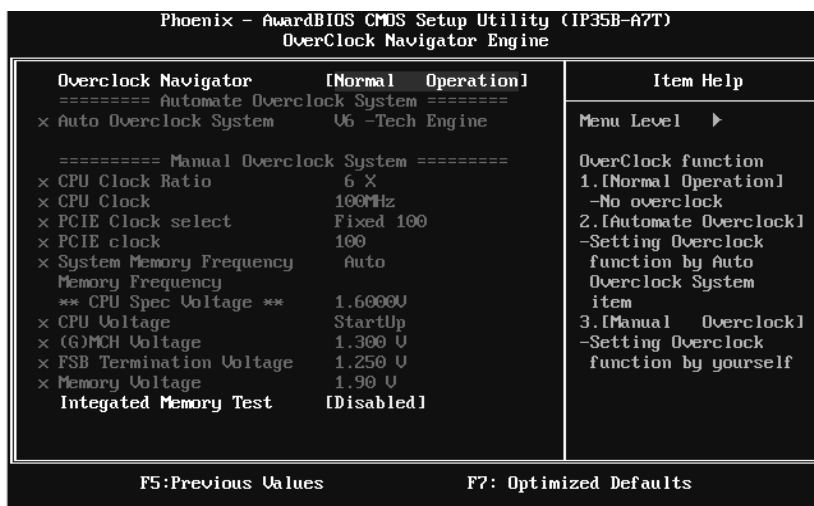 Phoenix - AwardBIOS CMOS Setup Utility (IP35B-A7T)
OverClock Navigator Engine
Overclock Navigator [Normal Operation]
========= Automate Overclock System ========
x Auto Overclock System V6 -Tech Engine
========== Manual Overclock System =========
x CPU Clock Ratio 6 X
x CPU Clock 100MHz
x PCIE Clock select Fixed 100
x PCIE clock 100
x System Memory Frequency Auto
Memory Frequency
** CPU Spec Voltage ** 1.6000V
x CPU Voltage StartUp
x (G)MCH Voltage 1.300 V
x FSB Termination Voltage 1.250 V
x Memory Voltage 1.90 V
Integated Memory Test [Disabled]
Item Help
Menu Level ▶
OverClock function
1.[Normal Operation]
-No overclock
2.[Automate Overclock]
-Setting Overclock
function by Auto
Overclock System
item
3.[Manual Overclock]
-Setting Overclock
function by yourself
F5:Previous Values F7: Optimized Defaults